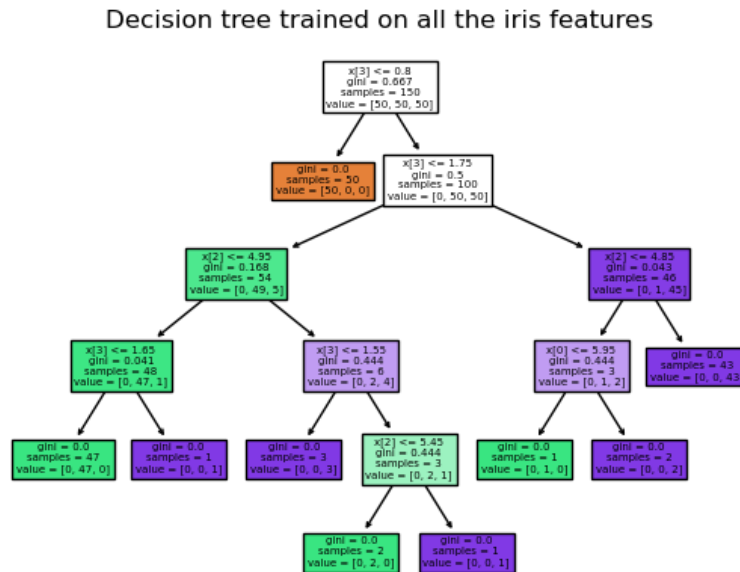 Decision tree trained on all the iris features
x[3] <= 0.8
gini = 0.667
samples = 150
value = [50, 50, 50]
gini = 0.0
samples = 50
value = [50, 0, 0]
x[3] <= 1.75
gini = 0.5
samples = 100
value = [0, 50, 50]
x[2] <= 4.95
gini = 0.168
samples = 54
value = [0, 49, 5]
x[2] <= 4.85
gini = 0.043
samples = 46
value = [0, 1, 45]
x[3] <= 1.65
gini = 0.041
samples = 48
value = [0, 47, 1]
x[3] <= 1.55
gini = 0.444
samples = 6
value = [0, 2, 4]
x[0] <= 5.95
gini = 0.444
samples = 3
value = [0, 1, 2]
gini = 0.0
samples = 43
value = [0, 0, 43]
gini = 0.0
samples = 47
value = [0, 47, 0]
gini = 0.0
samples = 1
value = [0, 0, 1]
gini = 0.0
samples = 3
value = [0, 0, 3]
x[2] <= 5.45
gini = 0.444
samples = 3
value = [0, 2, 1]
gini = 0.0
samples = 1
value = [0, 1, 0]
gini = 0.0
samples = 2
value = [0, 0, 2]
gini = 0.0
samples = 2
value = [0, 2, 0]
gini = 0.0
samples = 1
value = [0, 0, 1]